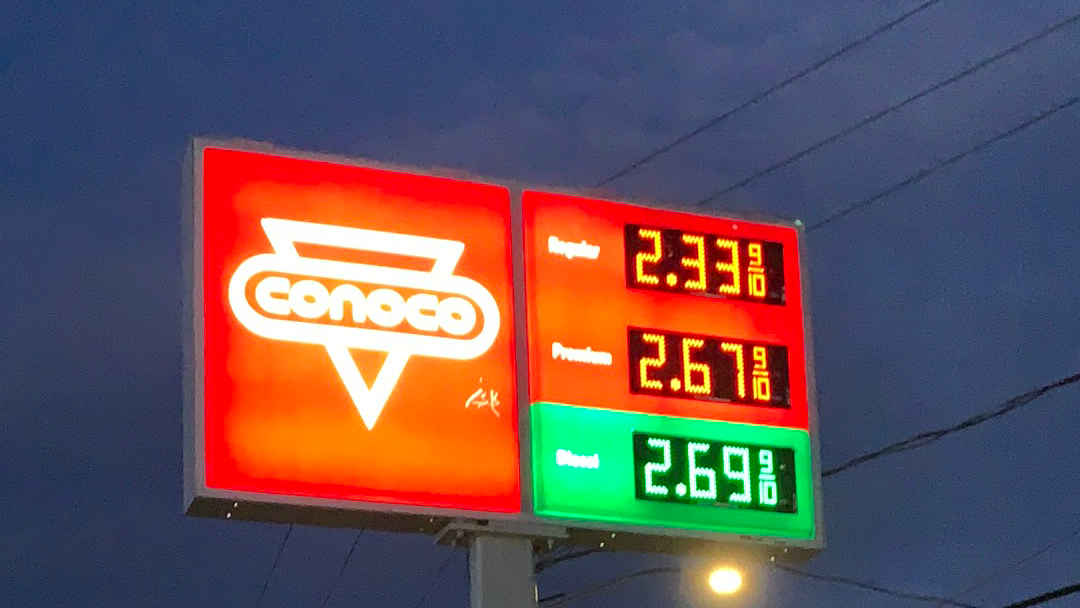 conoco
Regular 2.33 9/10
Premium 2.67 9/10
Diesel 2.69 9/10